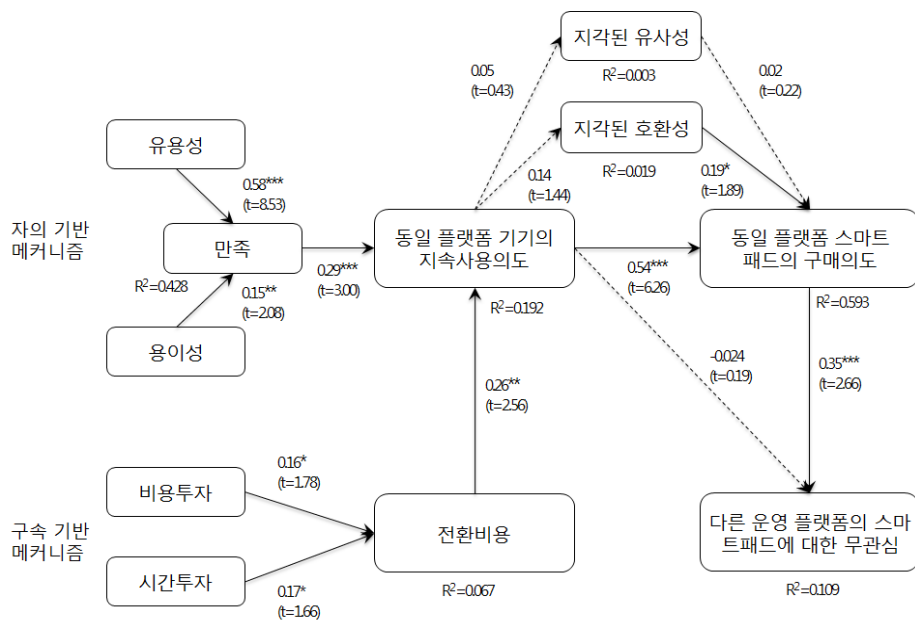 지각된 유사성
0.05
(t=0.43)
R²=0.003
0.02
(t=0.22)
지각된 호환성
0.14
(t=1.44)
R²=0.019
0.19*
(t=1.89)
유용성
0.58***
(t=8.53)
자의 기반
메커니즘
만족
R²=0.428
0.15**
(t=2.08)
용이성
0.29***
(t=3.00)
동일 플랫폼 기기의
지속사용의도
R²=0.192
0.54***
(t=6.26)
동일 플랫폼 스마트
패드의 구매의도
R²=0.593
-0.024
(t=0.19)
0.35***
(t=2.66)
0.26**
(t=2.56)
구속 기반
메커니즘
비용투자
0.16*
(t=1.78)
시간투자
0.17*
(t=1.66)
전환비용
R²=0.067
다른 운영 플랫폼의 스마
트패드에 대한 무관심
R²=0.109